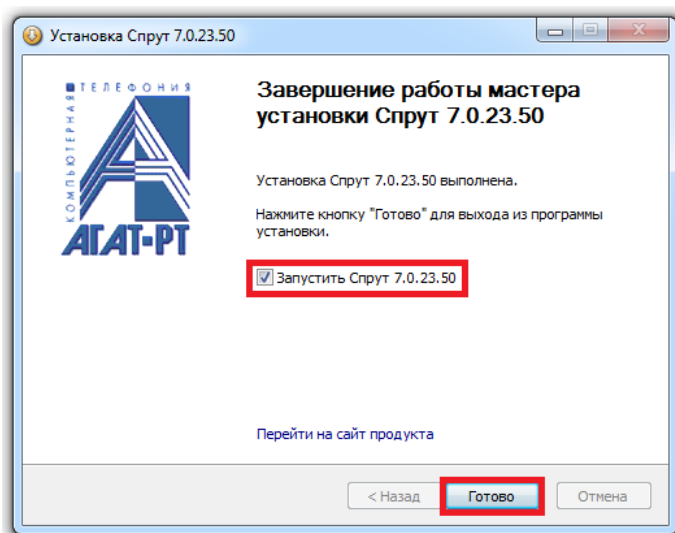 Установка Спрут 7.0.23.50
ТЕЛЕФОНИЯ
КОМПЬЮТЕРНАЯ
АГАТ-РТ
Завершение работы мастера
установки Спрут 7.0.23.50
Установка Спрут 7.0.23.50 выполнена.
Нажмите кнопку "Готово" для выхода из программы
установки.
Запустить Спрут 7.0.23.50
Перейти на сайт продукта
< Назад
Готово
Отмена